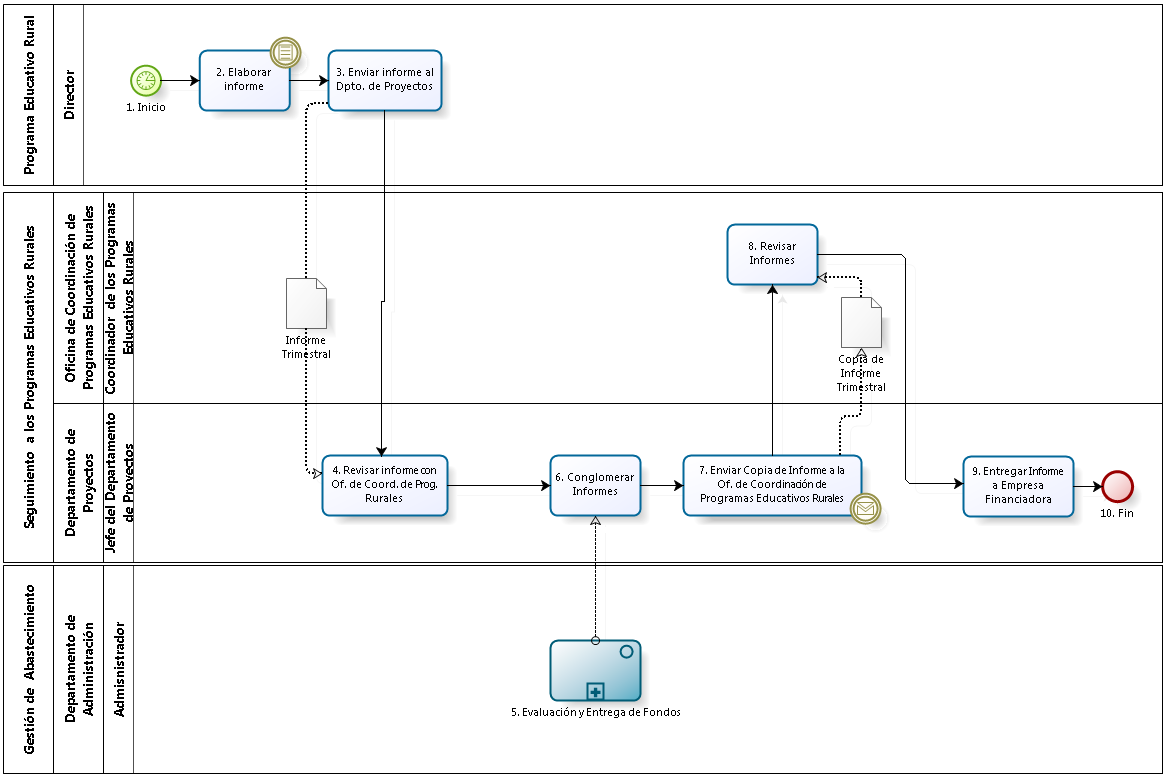 Programa Educativo Rural
Director
1. Inicio
2. Elaborar
informe
3. Enviar informe al
Dpto. de Proyectos
Seguimiento a los Programas Educativos Rurales
Oficina de Coordinación de
Programas Educativos Rurales
Coordinador de los Programas
Educativos Rurales
Informe
Trimestral
8. Revisar
Informes
Copia de
Informe
Trimestral
Departamento de
Proyectos
Jefe del Departamento
de Proyectos
4. Revisar informe con
Of. de Coord. de Prog.
Rurales
6. Conglomerar
Informes
7. Enviar Copia de Informe a la
Of. de Coordinación de
Programas Educativos Rurales
9. Entregar Informe
a Empresa
Financiadora
10. Fin
Gestión de Abastecimiento
Departamento de
Administración
Admisnistrador
5. Evaluación y Entrega de Fondos